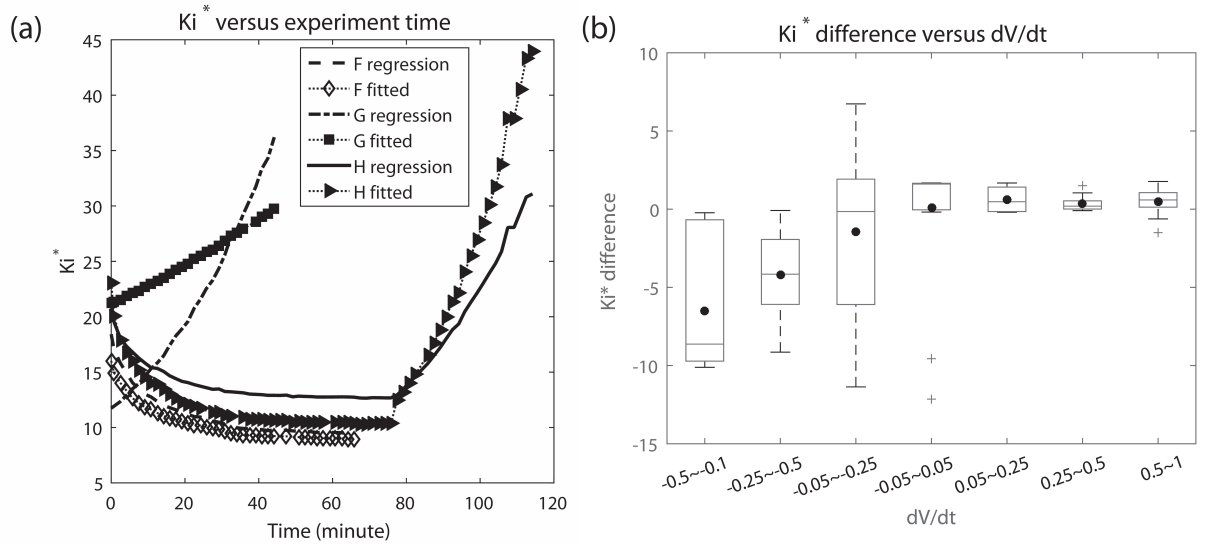 (a)
Ki * versus experiment time
45
40
35
30
25
20
15
10
5
Ki*
0
20
40
60
80
100
120
Time (minute)
F regression
F fitted
G regression
G fitted
H regression
H fitted
(b)
Ki * difference versus dV/dt
10
5
0
-5
-10
-15
Ki* difference
-0.5~-0.1
-0.25~-0.5
-0.05~-0.25
-0.05~0.05
0.05~0.25
0.25~0.5
0.5~1
dV/dt